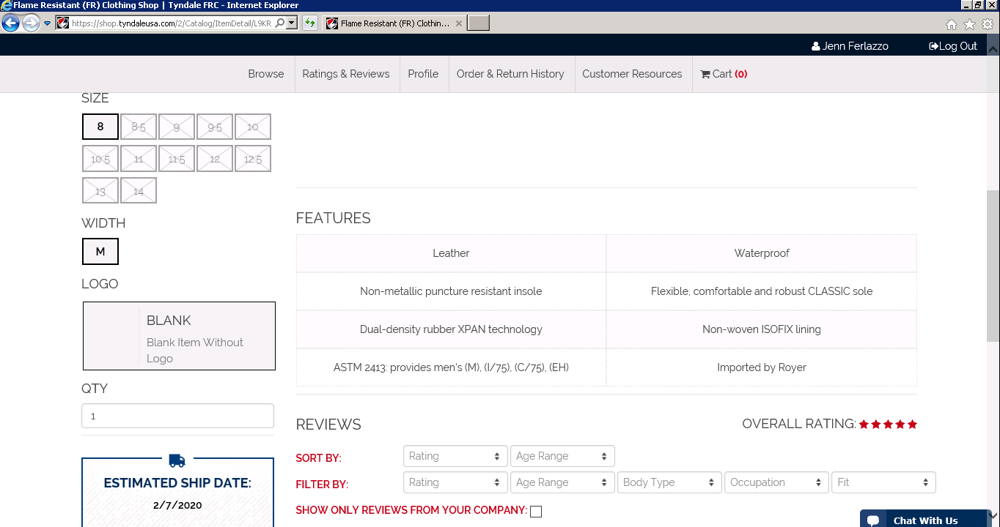 Flame Resistant (FR) Clothing Shop | Tyndale FRC - Internet Explorer
https://shop.tyndaleusa.com/2/Catalog/ItemDetail/L9KR
Flame Resistant (FR) Clothin...
Jenn Ferlazzo
Log Out
Browse
Ratings & Reviews
Profile
Order & Return History
Customer Resources
Cart (0)
SIZE
8 8.5 9 9.5 10
10.5 11 11.5 12 12.5
13 14
WIDTH
M
LOGO
BLANK
Blank Item Without
Logo
QTY
1
ESTIMATED SHIP DATE:
2/7/2020
FEATURES
Leather
Waterproof
Non-metallic puncture resistant insole
Flexible, comfortable and robust CLASSIC sole
Dual-density rubber XPAN technology
Non-woven ISOFIX lining
ASTM 2413: provides men's (M), (I/75), (C/75), (EH)
Imported by Royer
REVIEWS
OVERALL RATING:
SORT BY:
Rating
Age Range
FILTER BY:
Rating
Age Range
Body Type
Occupation
Fit
SHOW ONLY REVIEWS FROM YOUR COMPANY:
Chat With Us